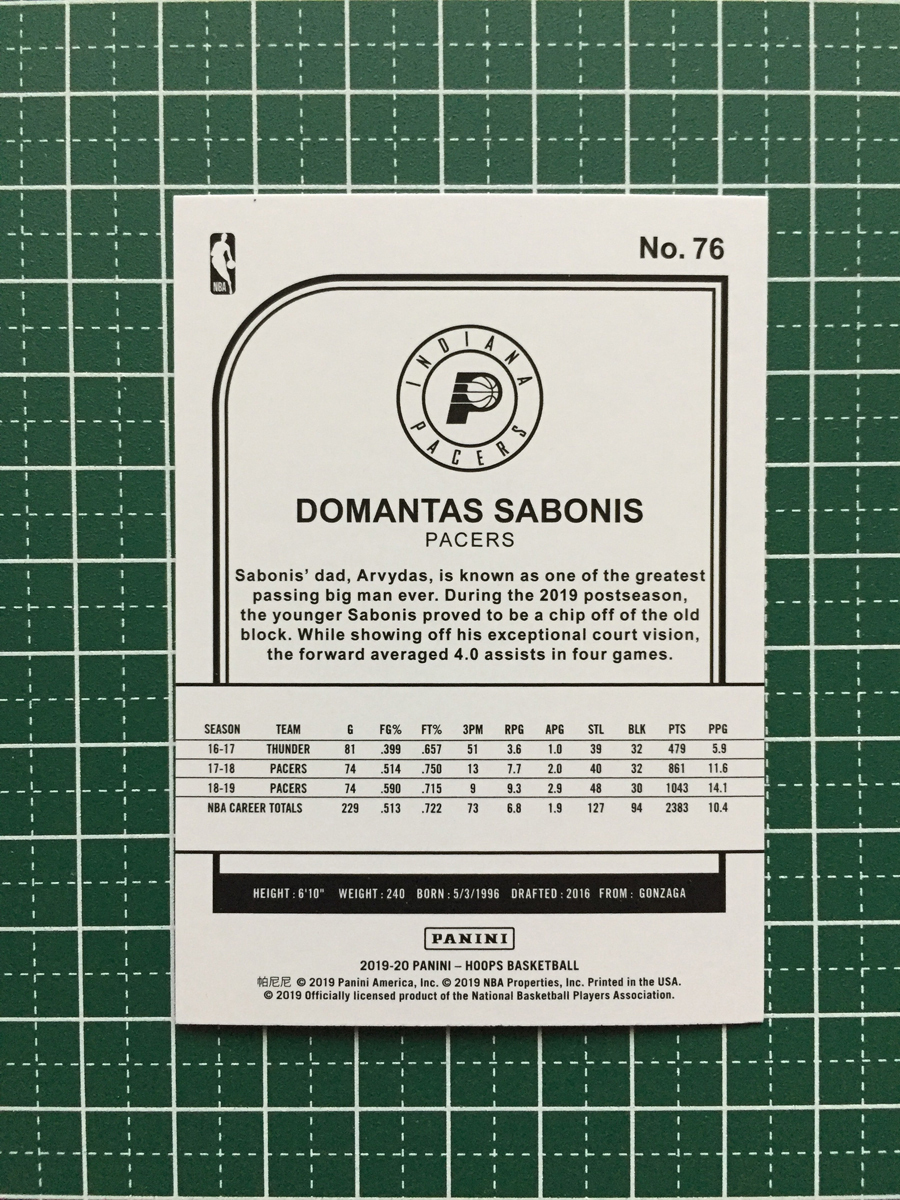 NBA
No. 76
INDIANA
PACERS
DOMANTAS SABONIS
PACERS
Sabonis' dad, Arvydas, is known as one of the greatest
passing big man ever. During the 2019 postseason,
the younger Sabonis proved to be a chip off of the old
block. While showing off his exceptional court vision,
the forward averaged 4.0 assists in four games.
SEASON TEAM G FG% FT% 3PM RPG APG STL BLK PTS PPG
16-17 THUNDER 81 .399 .657 51 3.6 1.0 39 32 479 5.9
17-18 PACERS 74 .514 .750 13 7.7 2.0 40 32 861 11.6
18-19 PACERS 74 .590 .715 9 9.3 2.9 48 30 1043 14.1
NBA CAREER TOTALS 229 .513 .722 73 6.8 1.9 127 94 2383 10.4
HEIGHT: 6'10" WEIGHT: 240 BORN: 5/3/1996 DRAFTED: 2016 FROM: GONZAGA
PANINI
2019-20 PANINI – HOOPS BASKETBALL
帕尼尼 © 2019 Panini America, Inc. © 2019 NBA Properties, Inc. Printed in the USA.
© 2019 Officially licensed product of the National Basketball Players Association.